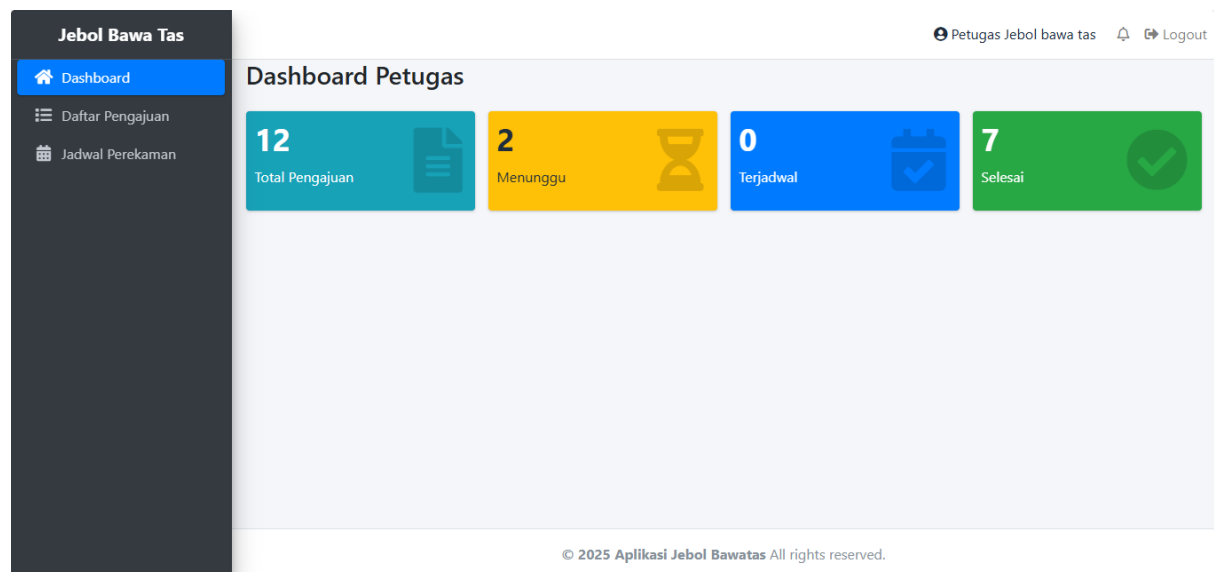 Jebol Bawa Tas
Petugas Jebol bawa tas Logout
Dashboard
Daftar Pengajuan
Jadwal Perekaman
Dashboard Petugas
12
Total Pengajuan
2
Menunggu
0
Terjadwal
7
Selesai
© 2025 Aplikasi Jebol Bawatas All rights reserved.